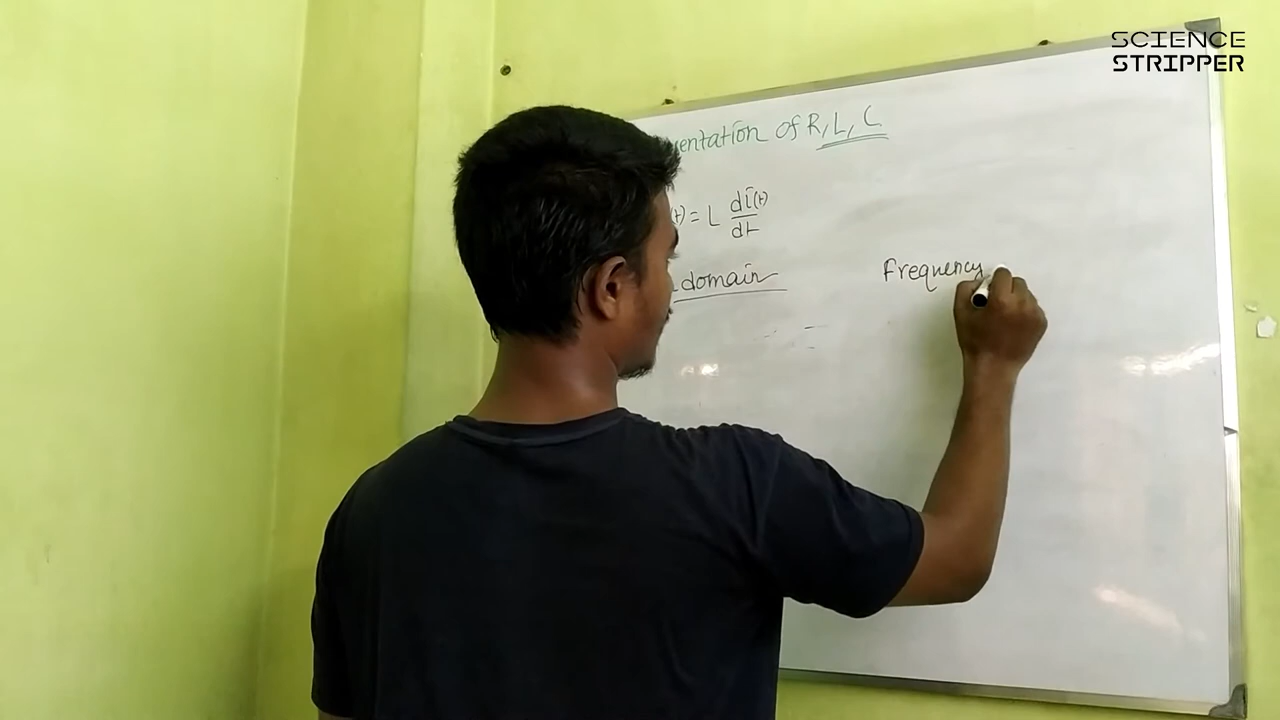 SCIENCE
STRIPPER
entation of R, L, C
(t) = L di(t)/dt
domain
Frequency